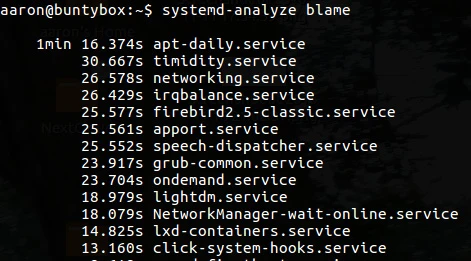 aaron@buntybox:~$ systemd-analyze blame
1min 16.374s apt-daily.service
30.667s timidity.service
26.578s networking.service
26.429s irqbalance.service
25.577s firebird2.5-classic.service
25.561s apport.service
25.552s speech-dispatcher.service
23.917s grub-common.service
23.704s ondemand.service
18.979s lightdm.service
18.079s NetworkManager-wait-online.service
14.825s lxd-containers.service
13.160s click-system-hooks.service